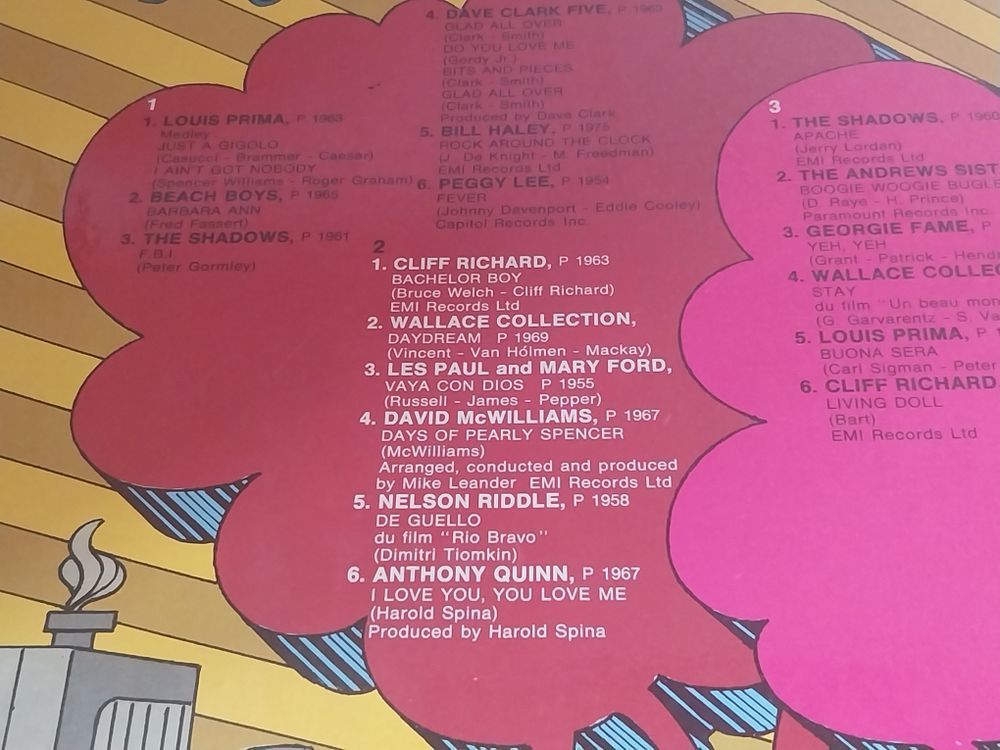 1
1. LOUIS PRIMA, P 1963
Medley
JUST A GIGOLO
(Casucci - Brammer - Caesar)
I AIN'T GOT NOBODY
(Spencer Williams - Roger Graham)
2. BEACH BOYS, P 1965
BARBARA ANN
(Fred Fassert)
3. THE SHADOWS, P 1961
F.B.I.
(Peter Gormley)
4. DAVE CLARK FIVE, P 1963
GLAD ALL OVER
(Clark - Smith)
DO YOU LOVE ME
(Gordy Jr.)
BITS AND PIECES
(Clark - Smith)
GLAD ALL OVER
(Clark - Smith)
Produced by Dave Clark
5. BILL HALEY, P 1975
ROCK AROUND THE CLOCK
(J. De Knight - M. Freedman)
EMI Records Ltd
6. PEGGY LEE, P 1954
FEVER
(Johnny Davenport - Eddie Cooley)
Capitol Records Inc.
2
1. CLIFF RICHARD, P 1963
BACHELOR BOY
(Bruce Welch - Cliff Richard)
EMI Records Ltd
2. WALLACE COLLECTION,
DAYDREAM P 1969
(Vincent - Van Hólmen - Mackay)
3. LES PAUL and MARY FORD,
VAYA CON DIOS P 1955
(Russell - James - Pepper)
4. DAVID McWILLIAMS, P 1967
DAYS OF PEARLY SPENCER
(McWilliams)
Arranged, conducted and produced
by Mike Leander EMI Records Ltd
5. NELSON RIDDLE, P 1958
DE GUELLO
du film "Rio Bravo"
(Dimitri Tiomkin)
6. ANTHONY QUINN, P 1967
I LOVE YOU, YOU LOVE ME
(Harold Spina)
Produced by Harold Spina
3
1. THE SHADOWS, P 1960
APACHE
(Jerry Lordan)
EMI Records Ltd
2. THE ANDREWS SIST
BOOGIE WOOGIE BUGLE
(D. Raye - H. Prince)
Paramount Records Inc.
3. GEORGIE FAME, P
YEH, YEH
(Grant - Patrick - Hendr
4. WALLACE COLLEC
STAY
du film "Un beau mon
(G. Garvarentz - S. Va
5. LOUIS PRIMA, P 1
BUONA SERA
(Carl Sigman - Peter
6. CLIFF RICHARD,
LIVING DOLL
(Bart)
EMI Records Ltd